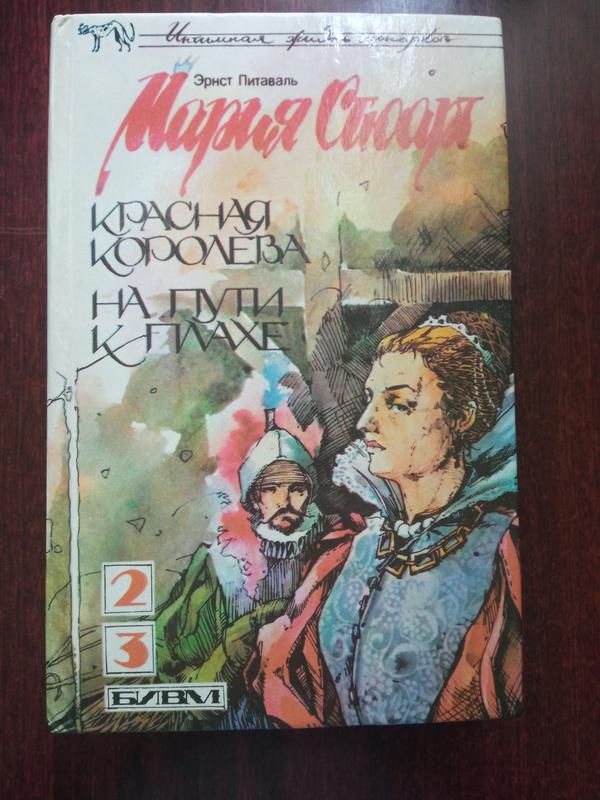 Интимная жизнь монархов
Эрнст Питаваль
Мария Стюарт
КРАСНАЯ
КОРОЛЕВА
НА ПУТИ
К ПЛАХЕ
2
3
БИВМ